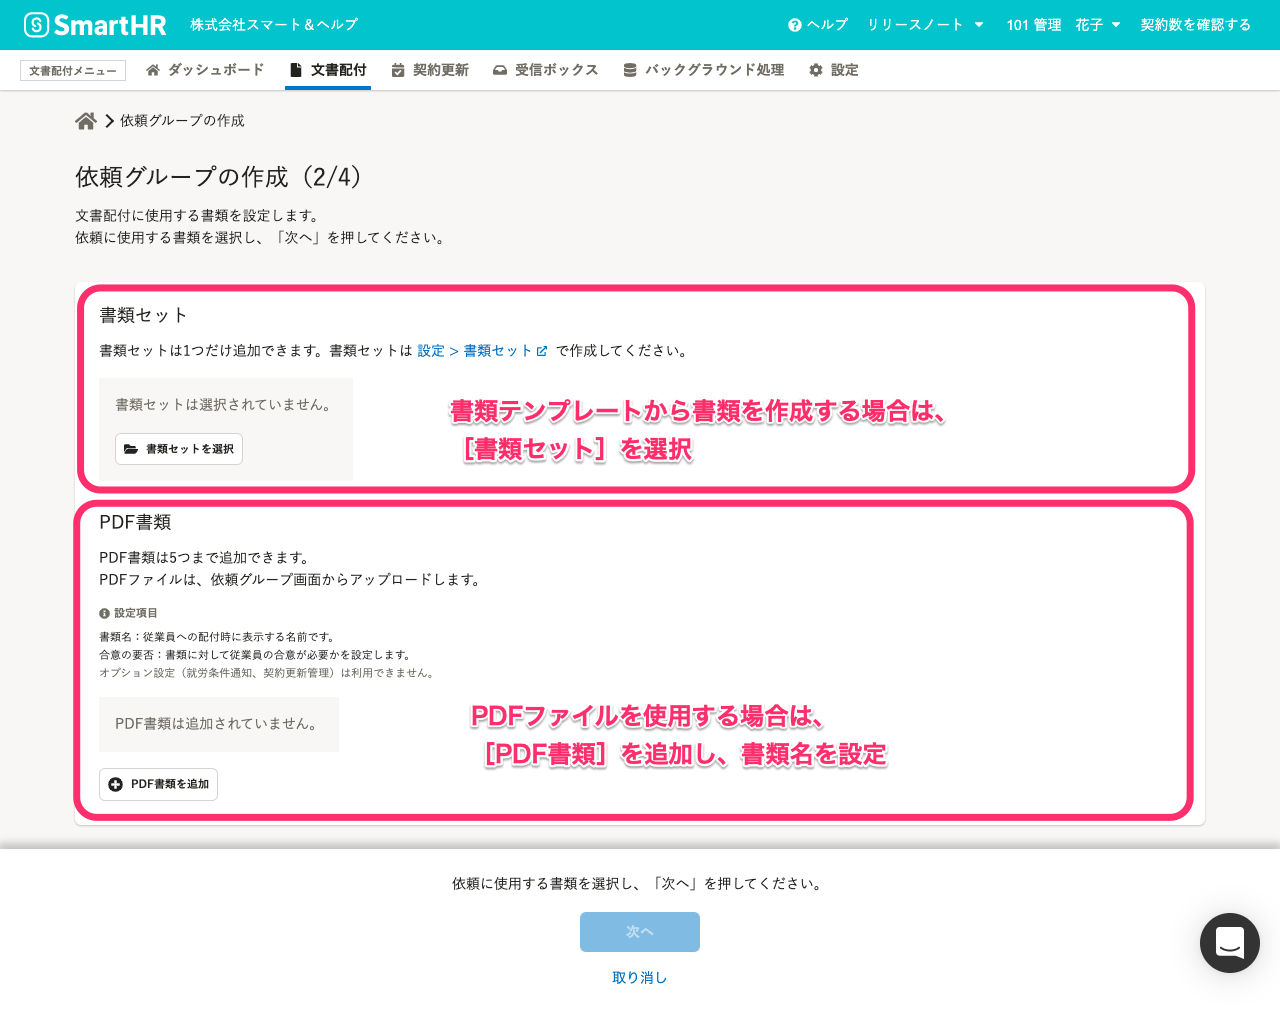 SmartHR 株式会社スマート＆ヘルプ ヘルプ リリースノート 101 管理 花子 契約数を確認する
文書配付メニュー ダッシュボード 文書配付 契約更新 受信ボックス バックグラウンド処理 設定
依頼グループの作成
依頼グループの作成（2/4）
文書配付に使用する書類を設定します。
依頼に使用する書類を選択し、「次へ」を押してください。
書類セット
書類セットは1つだけ追加できます。書類セットは 設定 > 書類セット で作成してください。
書類セットは選択されていません。
書類セットを選択
書類テンプレートから書類を作成する場合は、
［書類セット］を選択
PDF書類
PDF書類は5つまで追加できます。
PDFファイルは、依頼グループ画面からアップロードします。
設定項目
書類名：従業員への配付時に表示する名前です。
合意の要否：書類に対して従業員の合意が必要かを設定します。
オプション設定（就労条件通知、契約更新管理）は利用できません。
PDF書類は追加されていません。
PDF書類を追加
PDFファイルを使用する場合は、
［PDF書類］を追加し、書類名を設定
依頼に使用する書類を選択し、「次へ」を押してください。
次へ
取り消し